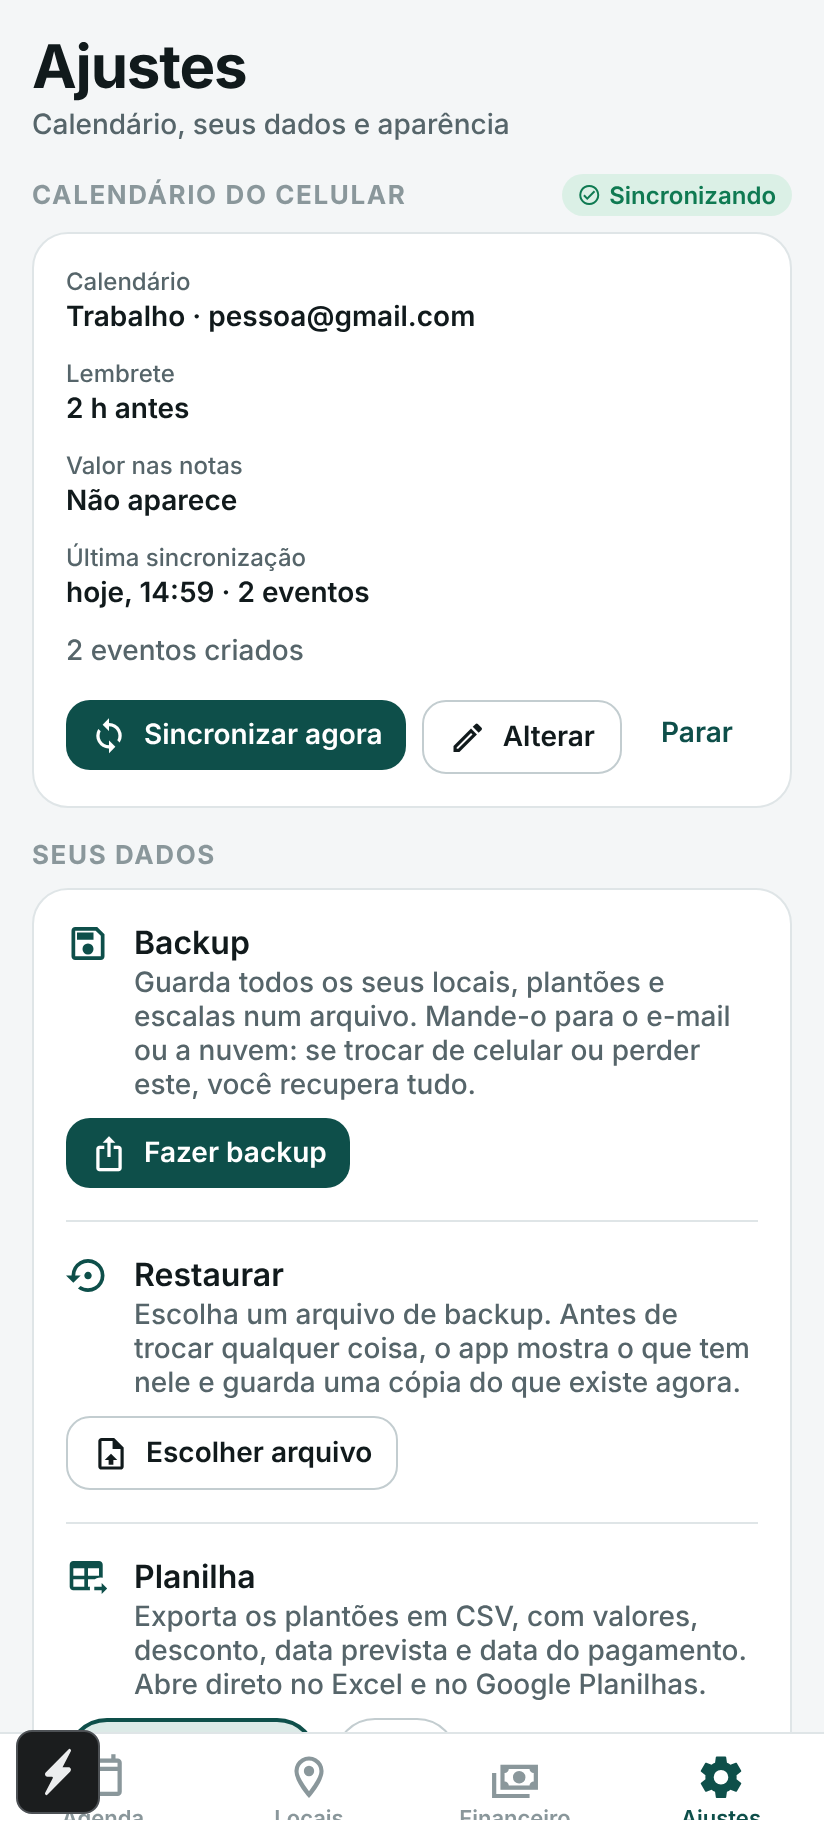 Ajustes
Calendário, seus dados e aparência
CALENDÁRIO DO CELULAR
Sincronizando
Calendário
Trabalho · pessoa@gmail.com
Lembrete
2 h antes
Valor nas notas
Não aparece
Última sincronização
hoje, 14:59 · 2 eventos
2 eventos criados
Sincronizar agora
Alterar
Parar
SEUS DADOS
Backup
Guarda todos os seus locais, plantões e
escalas num arquivo. Mande-o para o e-mail
ou a nuvem: se trocar de celular ou perder
este, você recupera tudo.
Fazer backup
Restaurar
Escolha um arquivo de backup. Antes de
trocar qualquer coisa, o app mostra o que tem
nele e guarda uma cópia do que existe agora.
Escolher arquivo
Planilha
Exporta os plantões em CSV, com valores,
desconto, data prevista e data do pagamento.
Abre direto no Excel e no Google Planilhas.
Agenda
Locais
Financeiro
Ajustes